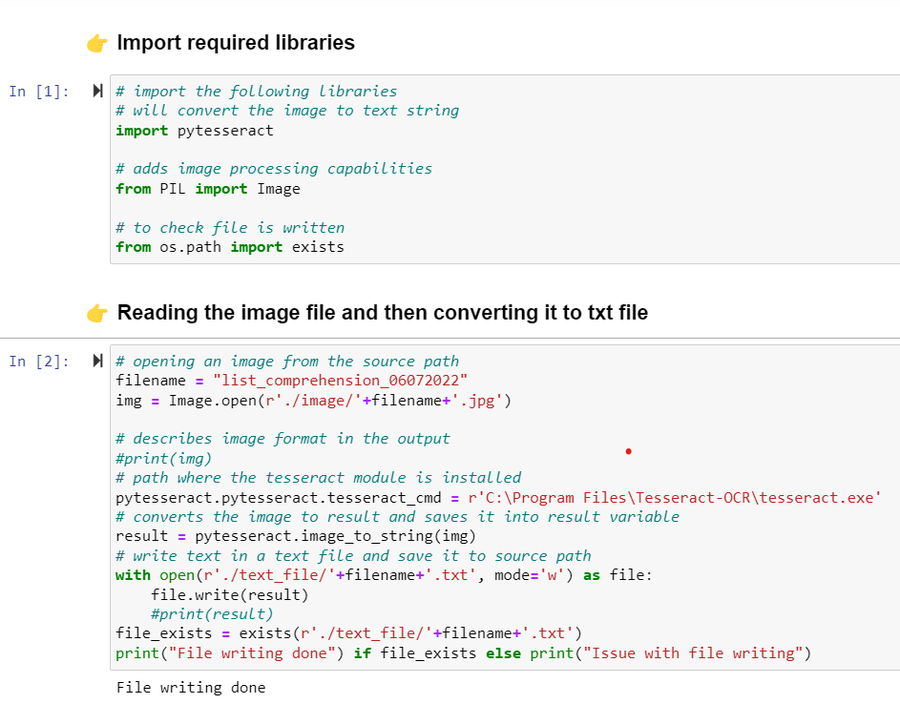 👉 Import required libraries
In [1]:
# import the following libraries
# will convert the image to text string
import pytesseract
# adds image processing capabilities
from PIL import Image
# to check file is written
from os.path import exists
👉 Reading the image file and then converting it to txt file
In [2]:
# opening an image from the source path
filename = "list_comprehension_06072022"
img = Image.open(r'./image/'+filename+'.jpg')
# describes image format in the output
#print(img)
# path where the tesseract module is installed
pytesseract.pytesseract.tesseract_cmd = r'C:\Program Files\Tesseract-OCR\tesseract.exe'
# converts the image to result and saves it into result variable
result = pytesseract.image_to_string(img)
# write text in a text file and save it to source path
with open(r'./text_file/'+filename+'.txt', mode='w') as file:
    file.write(result)
    #print(result)
file_exists = exists(r'./text_file/'+filename+'.txt')
print("File writing done") if file_exists else print("Issue with file writing")
File writing done